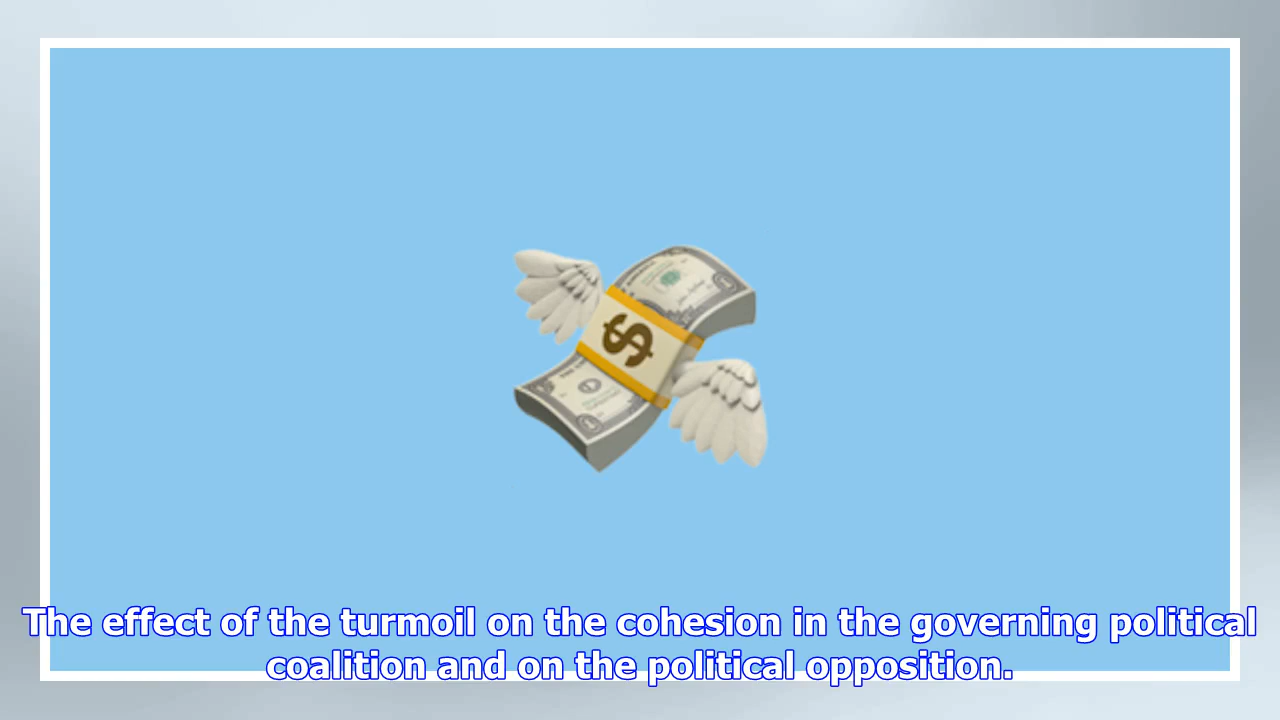 $
The effect of the turmoil on the cohesion in the governing political
coalition and on the political opposition.